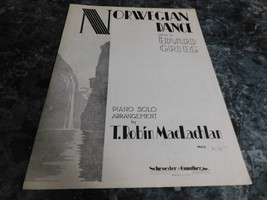 NORWEGIAN
DANCE
EDVARD
GRIEG
PIANO SOLO
ARRANGEMENT
by
T. Robin MacLachlan
Schroeder & Gunther, Inc.